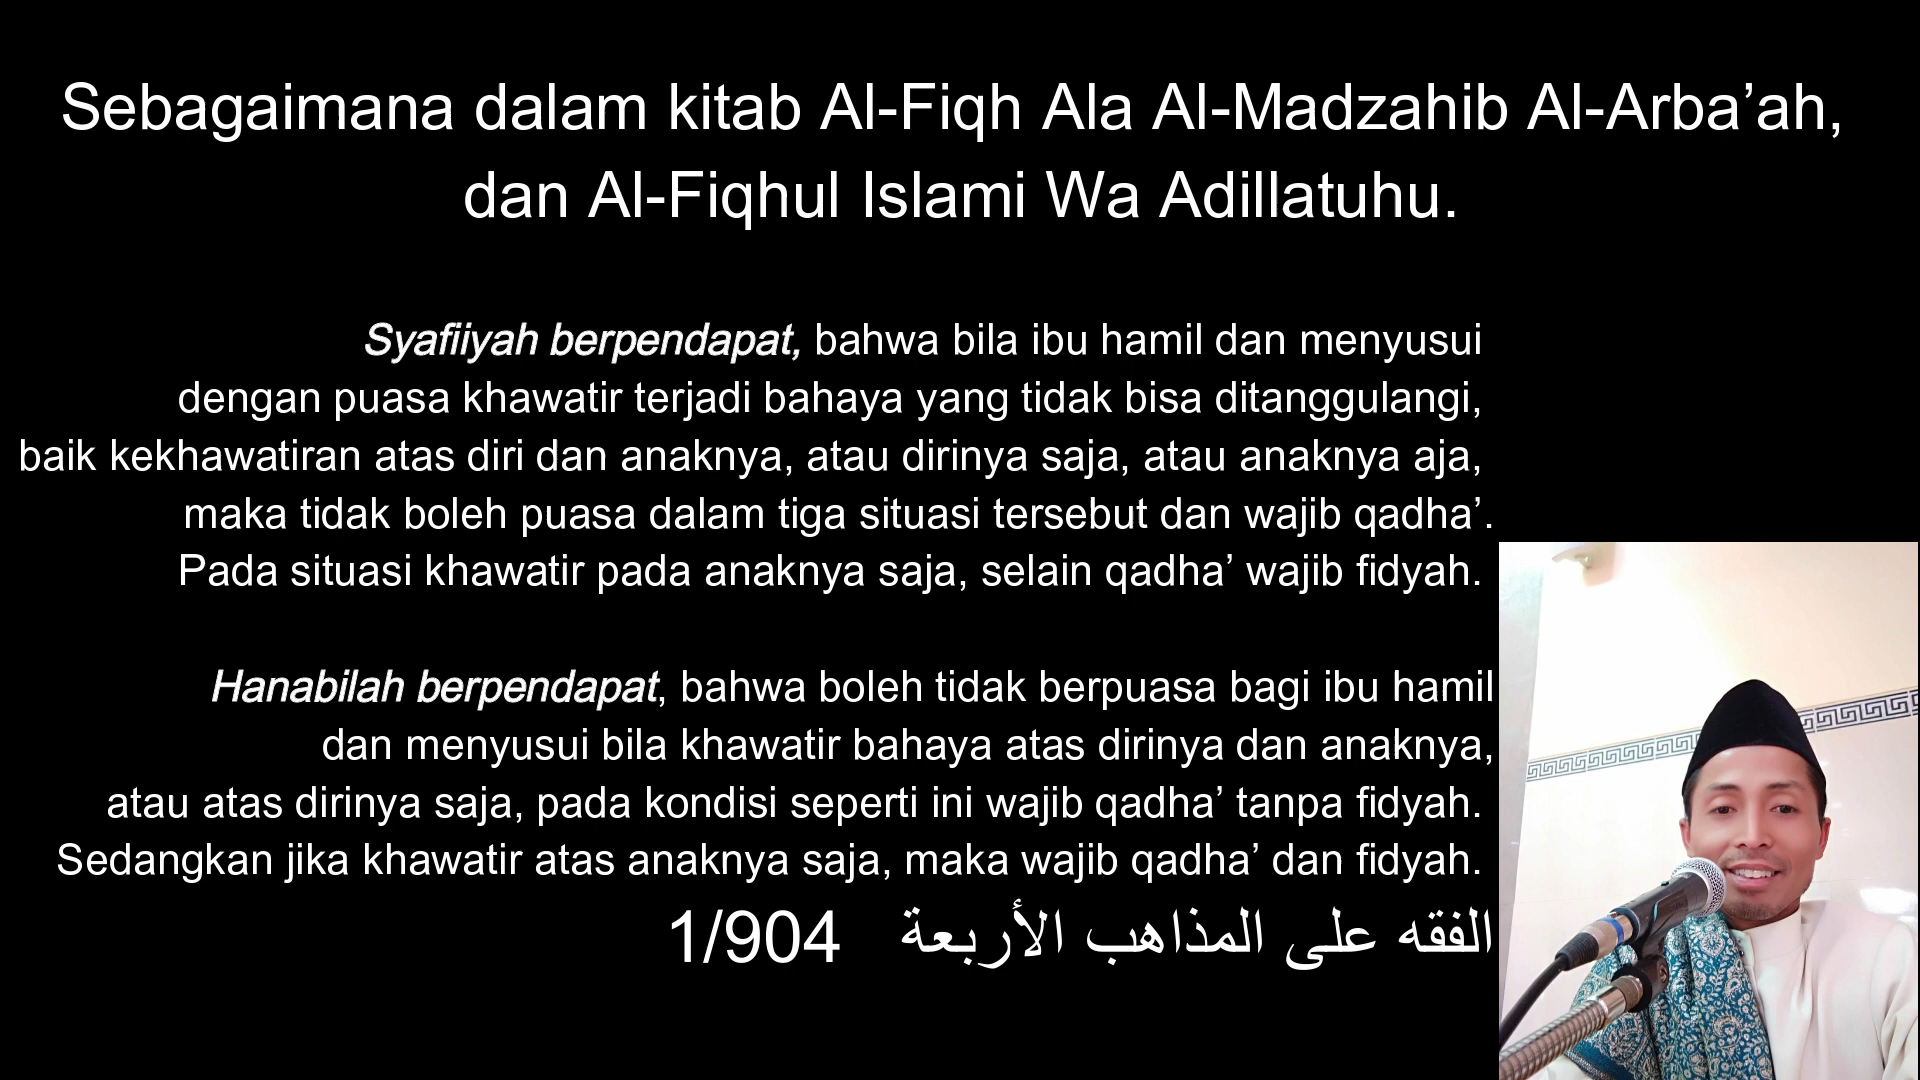 Sebagaimana dalam kitab Al-Fiqh Ala Al-Madzahib Al-Arba’ah,
dan Al-Fiqhul Islami Wa Adillatuhu.
Syafiiyah berpendapat, bahwa bila ibu hamil dan menyusui
dengan puasa khawatir terjadi bahaya yang tidak bisa ditanggulangi,
baik kekhawatiran atas diri dan anaknya, atau dirinya saja, atau anaknya aja,
maka tidak boleh puasa dalam tiga situasi tersebut dan wajib qadha’.
Pada situasi khawatir pada anaknya saja, selain qadha’ wajib fidyah.
Hanabilah berpendapat, bahwa boleh tidak berpuasa bagi ibu hamil
dan menyusui bila khawatir bahaya atas dirinya dan anaknya,
atau atas dirinya saja, pada kondisi seperti ini wajib qadha’ tanpa fidyah.
Sedangkan jika khawatir atas anaknya saja, maka wajib qadha’ dan fidyah.
الفقه على المذاهب الأربعة 1/904